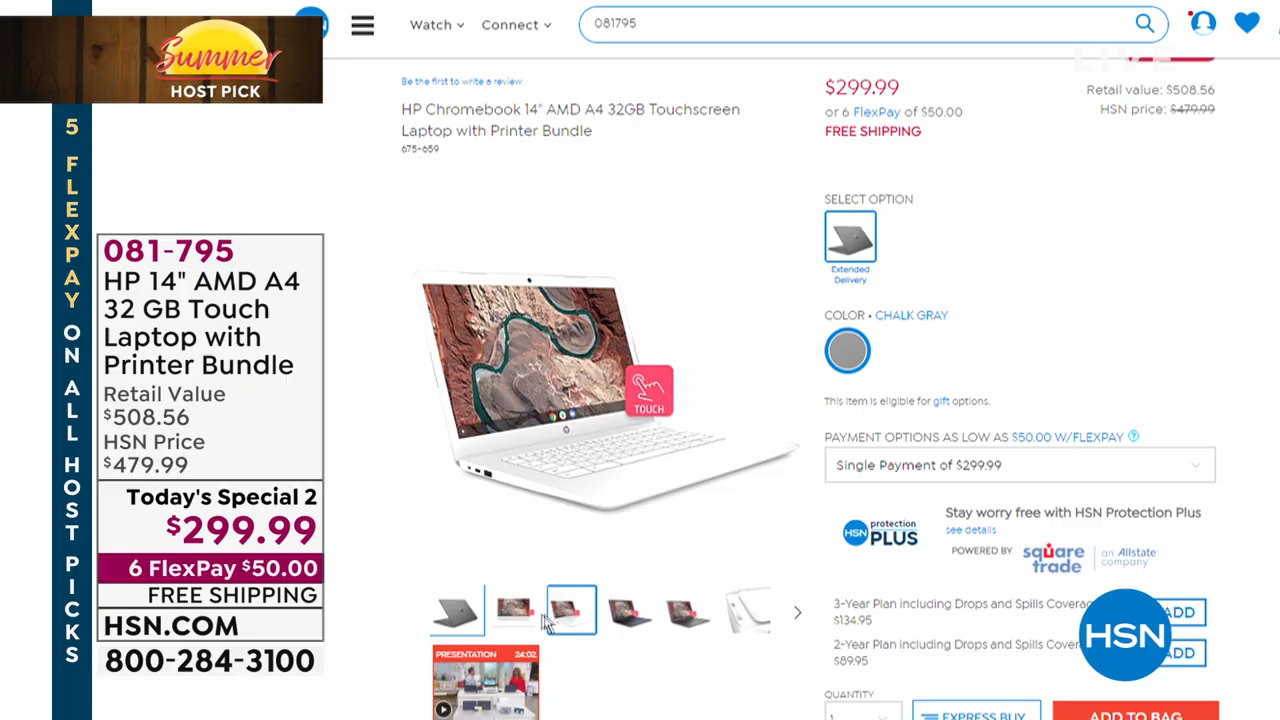 Summer
HOST PICK
5 FLEXPAY ON ALL HOST PICKS
081-795
HP 14" AMD A4
32 GB Touch
Laptop with
Printer Bundle
Retail Value
$508.56
HSN Price
$479.99
Today's Special 2
$299.99
6 FlexPay $50.00
FREE SHIPPING
HSN.COM
800-284-3100
Watch
Connect
081795
LIVE
Be the first to write a review
HP Chromebook 14" AMD A4 32GB Touchscreen
Laptop with Printer Bundle
675-659
$299.99
Retail value: $508.56
or 6 FlexPay of $50.00
HSN price: $479.99
FREE SHIPPING
SELECT OPTION
Extended
Delivery
COLOR • CHALK GRAY
This item is eligible for gift options.
PAYMENT OPTIONS AS LOW AS $50.00 W/FLEXPAY ?
Single Payment of $299.99
TOUCH
HSN protection
PLUS
Stay worry free with HSN Protection Plus
see details
POWERED BY square trade an Allstate company
3-Year Plan including Drops and Spills Covera
$134.95
ADD
2-Year Plan including Drops and Spills Cover
$89.95
ADD
HSN
PRESENTATION 24:02
QUANTITY
1
EXPRESS BUY
ADD TO BAG